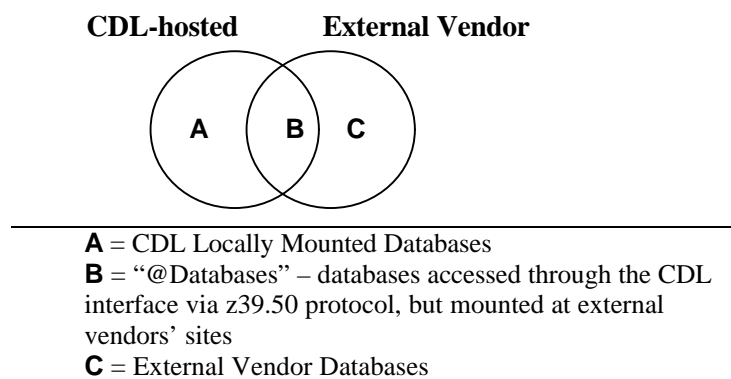 CDL-hosted External Vendor
A B C
A = CDL Locally Mounted Databases
B = “@Databases” – databases accessed through the CDL
interface via z39.50 protocol, but mounted at external
vendors’ sites
C = External Vendor Databases